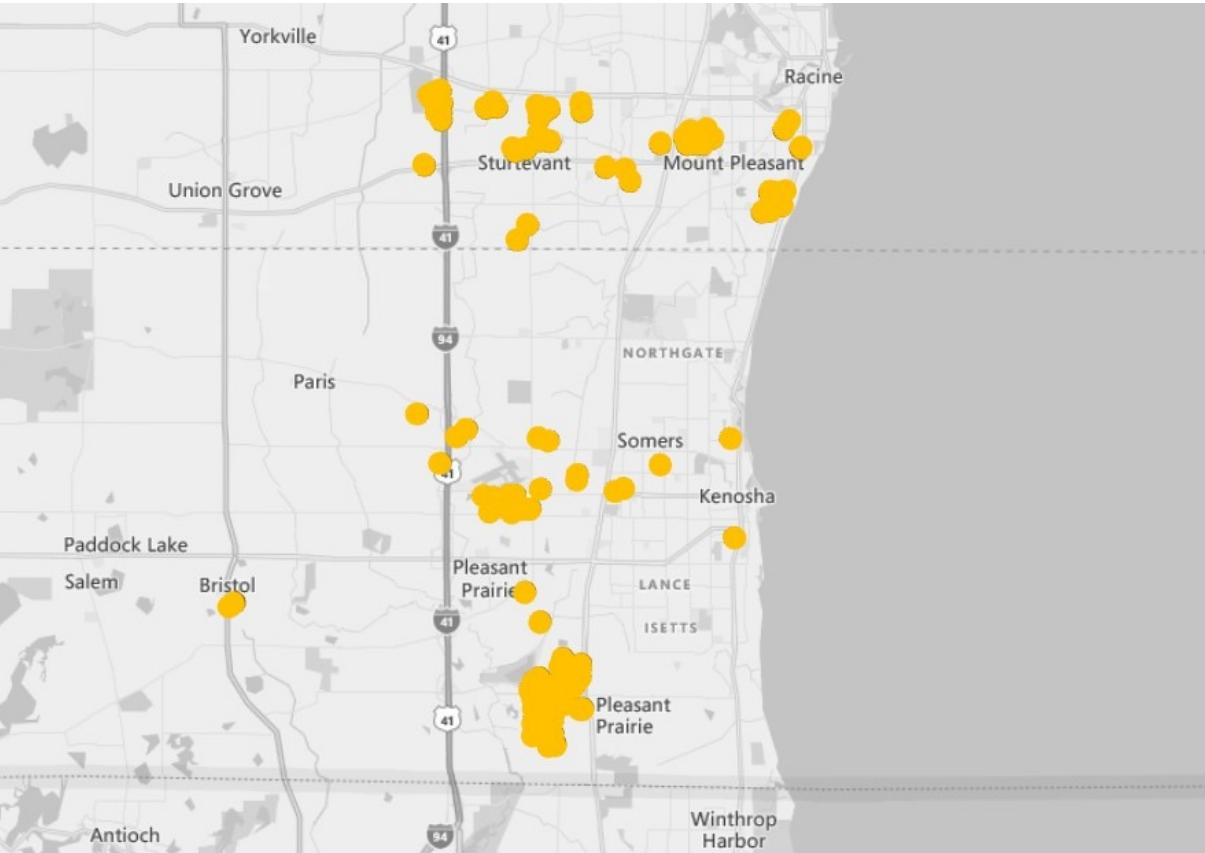 Yorkville
41
Racine
Sturtevant
Mount Pleasant
Union Grove
41
94
NORTHGATE
Paris
Somers
41
Kenosha
Paddock Lake
Pleasant
Prairie
Salem
Bristol
LANCE
41
ISETTS
Pleasant
Prairie
41
Winthrop
Harbor
Antioch
94